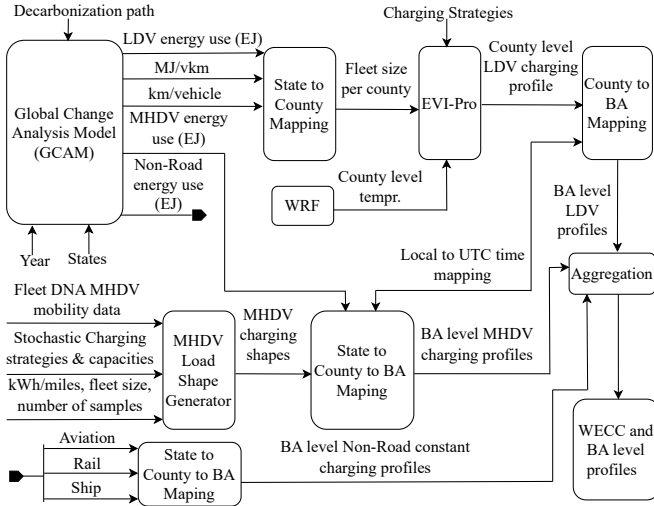 Decarbonization path
Charging Strategies
LDV energy use (EJ)
MJ/vkm
km/vehicle
MHDV energy
use (EJ)
Non-Road
energy use
(EJ)
Global Change
Analysis Model
(GCAM)
Year
States
State to
County
Mapping
Fleet size
per county
EVI-Pro
County level
LDV charging
profile
County to
BA
Mapping
WRF
County level
tempr.
BA level
LDV
profiles
Local to UTC time
mapping
Aggregation
Fleet DNA MHDV
mobility data
Stochastic Charging
strategies & capacities
kWh/miles, fleet size,
number of samples
MHDV
Load
Shape
Generator
MHDV
charging
shapes
State to
County to BA
Maping
BA level MHDV
charging profiles
WECC and
BA level
profiles
Aviation
Rail
Ship
State to
County to BA
Maping
BA level Non-Road constant
charging profiles